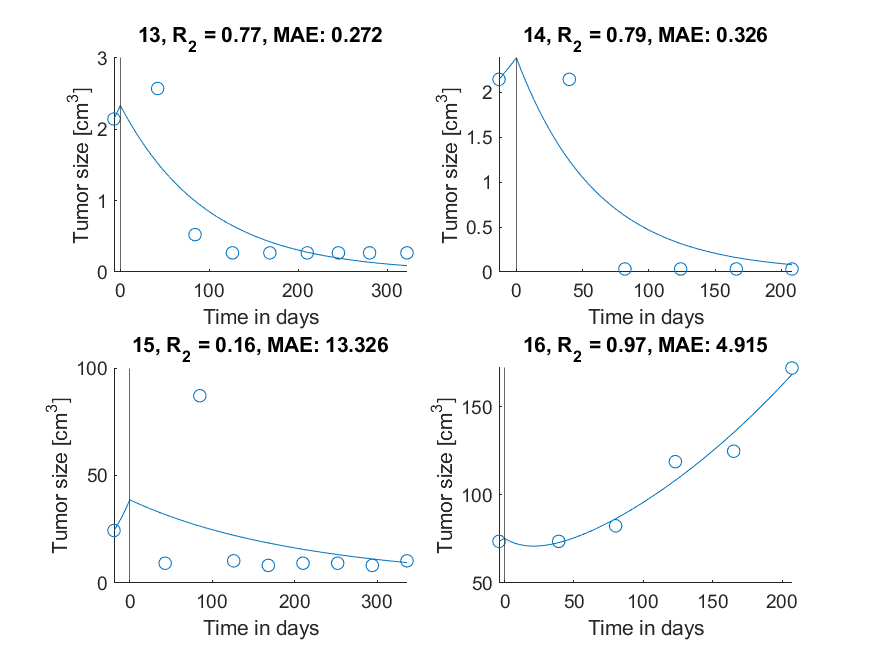 13, R2 = 0.77, MAE: 0.272
3
2
1
0
Tumor size [cm3]
0 100 200 300
Time in days
14, R2 = 0.79, MAE: 0.326
2
1.5
1
0.5
0
Tumor size [cm3]
0 50 100 150 200
Time in days
15, R2 = 0.16, MAE: 13.326
100
50
0
Tumor size [cm3]
0 100 200 300
Time in days
16, R2 = 0.97, MAE: 4.915
150
100
50
Tumor size [cm3]
0 50 100 150 200
Time in days